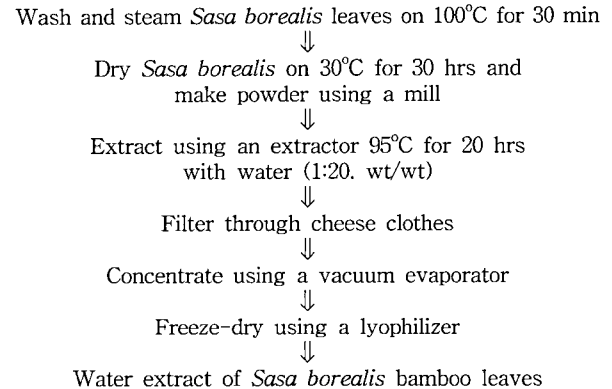 Wash and steam Sasa borealis leaves on 100°C for 30 min
⇓
Dry Sasa borealis on 30°C for 30 hrs and
make powder using a mill
⇓
Extract using an extractor 95°C for 20 hrs
with water (1:20. wt/wt)
⇓
Filter through cheese clothes
⇓
Concentrate using a vacuum evaporator
⇓
Freeze-dry using a lyophilizer
⇓
Water extract of Sasa borealis bamboo leaves